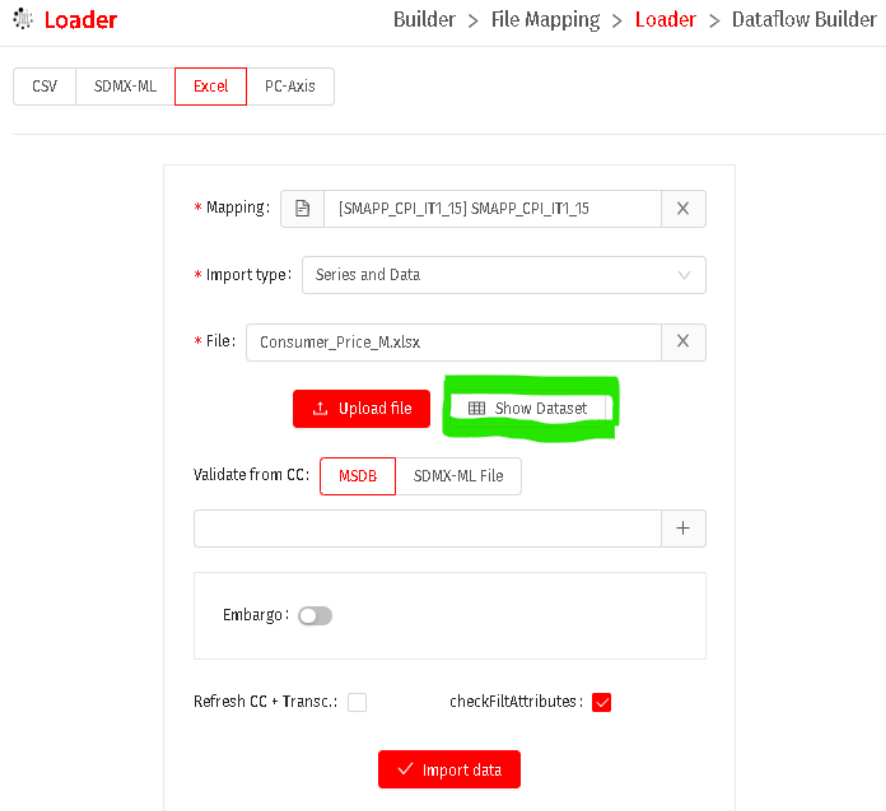 Loader
Builder > File Mapping > Loader > Dataflow Builder
CSV SDMX-ML Excel PC-Axis
* Mapping: [SMAPP_CPI_IT1_15] SMAPP_CPI_IT1_15
* Import type: Series and Data
* File: Consumer_Price_M.xlsx
Upload file Show Dataset
Validate from CC: MSDB SDMX-ML File
Embargo:
Refresh CC + Transc.: checkFiltAttributes:
Import data